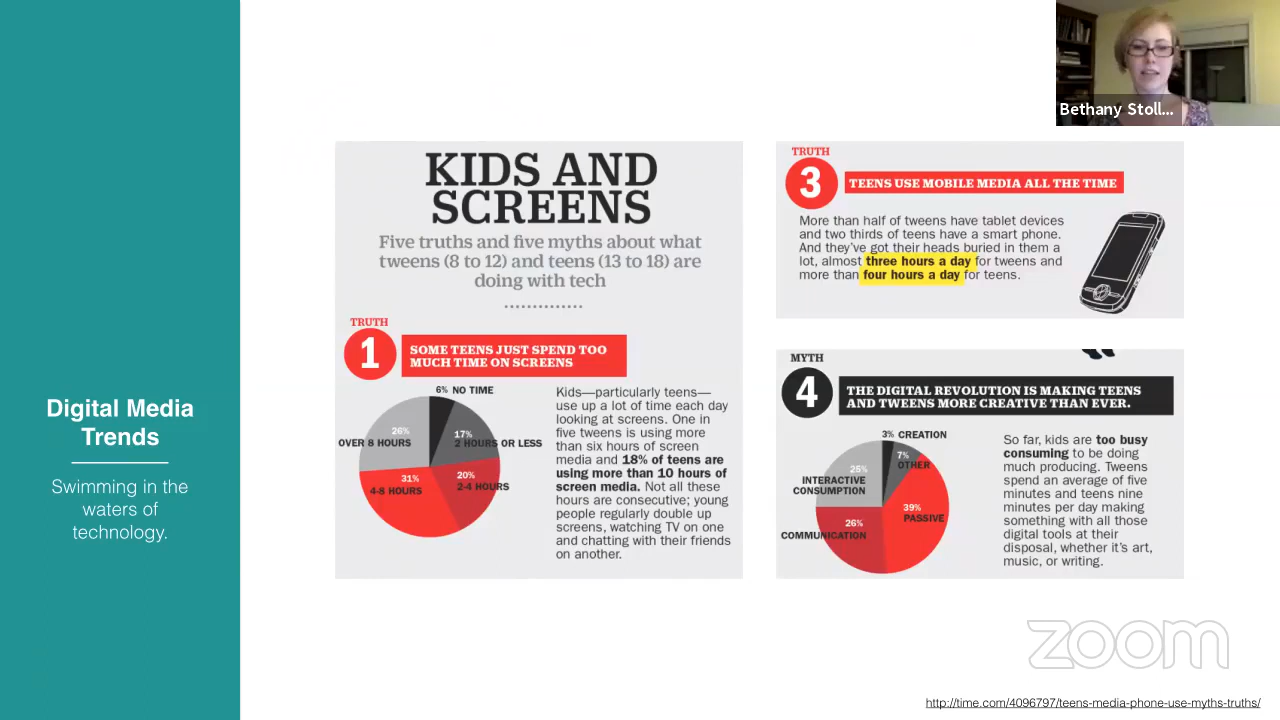 Digital Media
Trends
Swimming in the
waters of
technology.
KIDS AND
SCREENS
Five truths and five myths about what
tweens (8 to 12) and teens (13 to 18) are
doing with tech
TRUTH
1
SOME TEENS JUST SPEND TOO
MUCH TIME ON SCREENS
6% NO TIME
17%
2 HOURS OR LESS
20%
2-4 HOURS
31%
4-8 HOURS
26%
OVER 8 HOURS
Kids—particularly teens—
use up a lot of time each day
looking at screens. One in
five tweens is using more
than six hours of screen
media and 18% of teens are
using more than 10 hours of
screen media. Not all these
hours are consecutive; young
people regularly double up
screens, watching TV on one
and chatting with their friends
on another.
TRUTH
3
TEENS USE MOBILE MEDIA ALL THE TIME
More than half of tweens have tablet devices
and two thirds of teens have a smart phone.
And they've got their heads buried in them a
lot, almost three hours a day for tweens and
more than four hours a day for teens.
MYTH
4
THE DIGITAL REVOLUTION IS MAKING TEENS
AND TWEENS MORE CREATIVE THAN EVER.
3% CREATION
7%
OTHER
39%
PASSIVE
26%
COMMUNICATION
25%
INTERACTIVE
CONSUMPTION
So far, kids are too busy
consuming to be doing
much producing. Tweens
spend an average of five
minutes and teens nine
minutes per day making
something with all those
digital tools at their
disposal, whether it's art,
music, or writing.
Bethany Stoll...
zoom
http://time.com/4096797/teens-media-phone-use-myths-truths/